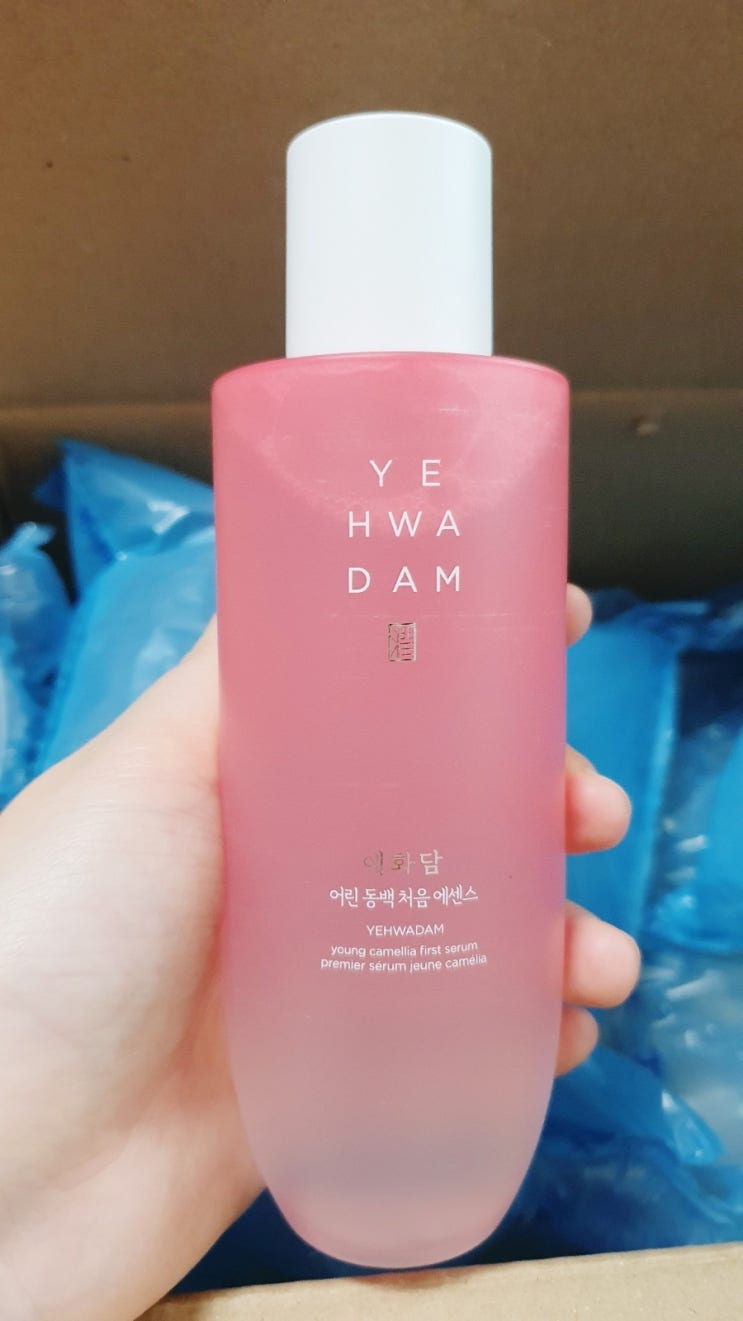 YE
HWA
DAM
예화담
어린 동백 처음 에센스
YEHWADAM
young camellia first serum
premier sérum jeune camélia